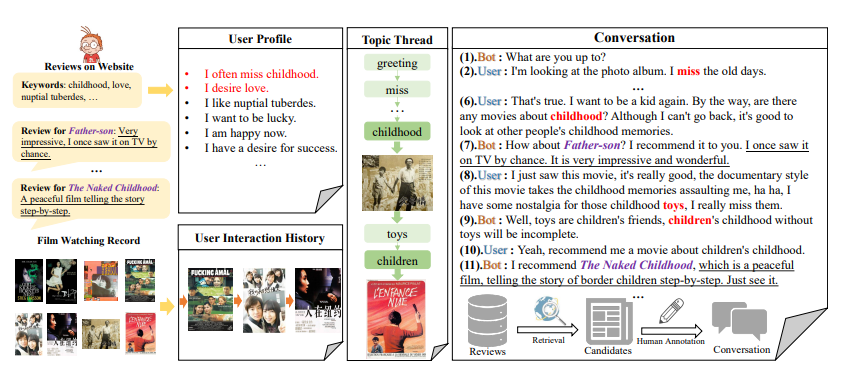 Reviews on Website
Keywords: childhood, love,
nuptial tuberdes, …
Review for Father-son: Very
impressive, I once saw it on TV by
chance.
...
Review for The Naked Childhood:
A peaceful film telling the story
step-by-step.
Film Watching Record
User Profile
• I often miss childhood.
• I desire love.
• I like nuptial tuberdes.
• I want to be lucky.
• I am happy now.
• I have a desire for success.
…
User Interaction History
FUCKING ÅMÅL
人在纽约
Topic Thread
greeting
miss
...
childhood
toys
children
L'ENFANCE
NUE
Conversation
(1).Bot : What are you up to?
(2).User : I'm looking at the photo album. I miss the old days.
...
(6).User : That's true. I want to be a kid again. By the way, are there
any movies about childhood? Although I can't go back, it's good to
look at other people's childhood memories.
(7).Bot : How about Father-son? I recommend it to you. I once saw
it on TV by chance. It is very impressive and wonderful.
(8).User : I just saw this movie, it's really good, the documentary style
of this movie takes the childhood memories assaulting me, ha ha, I
have some nostalgia for those childhood toys, I really miss them.
(9).Bot : Well, toys are children's friends, children's childhood without
toys will be incomplete.
(10).User : Yeah, recommend me a movie about children's childhood.
(11).Bot : I recommend The Naked Childhood, which is a peaceful
film, telling the story of border children step-by-step. Just see it.
...
Reviews
Retrieval
Candidates
Human Annotation
Conversation